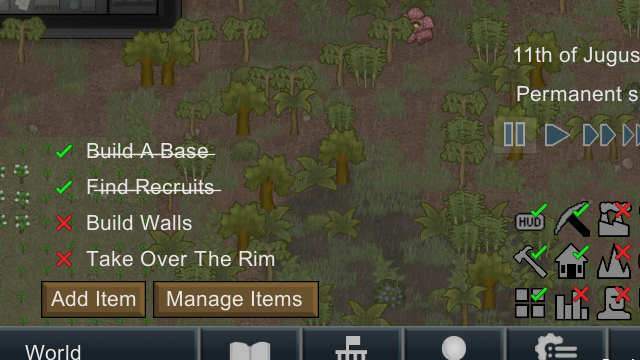 11th of Jugus
Permanent s
Build A Base
Find Recruits
Build Walls
Take Over The Rim
HUD
Add Item
Manage Items
World